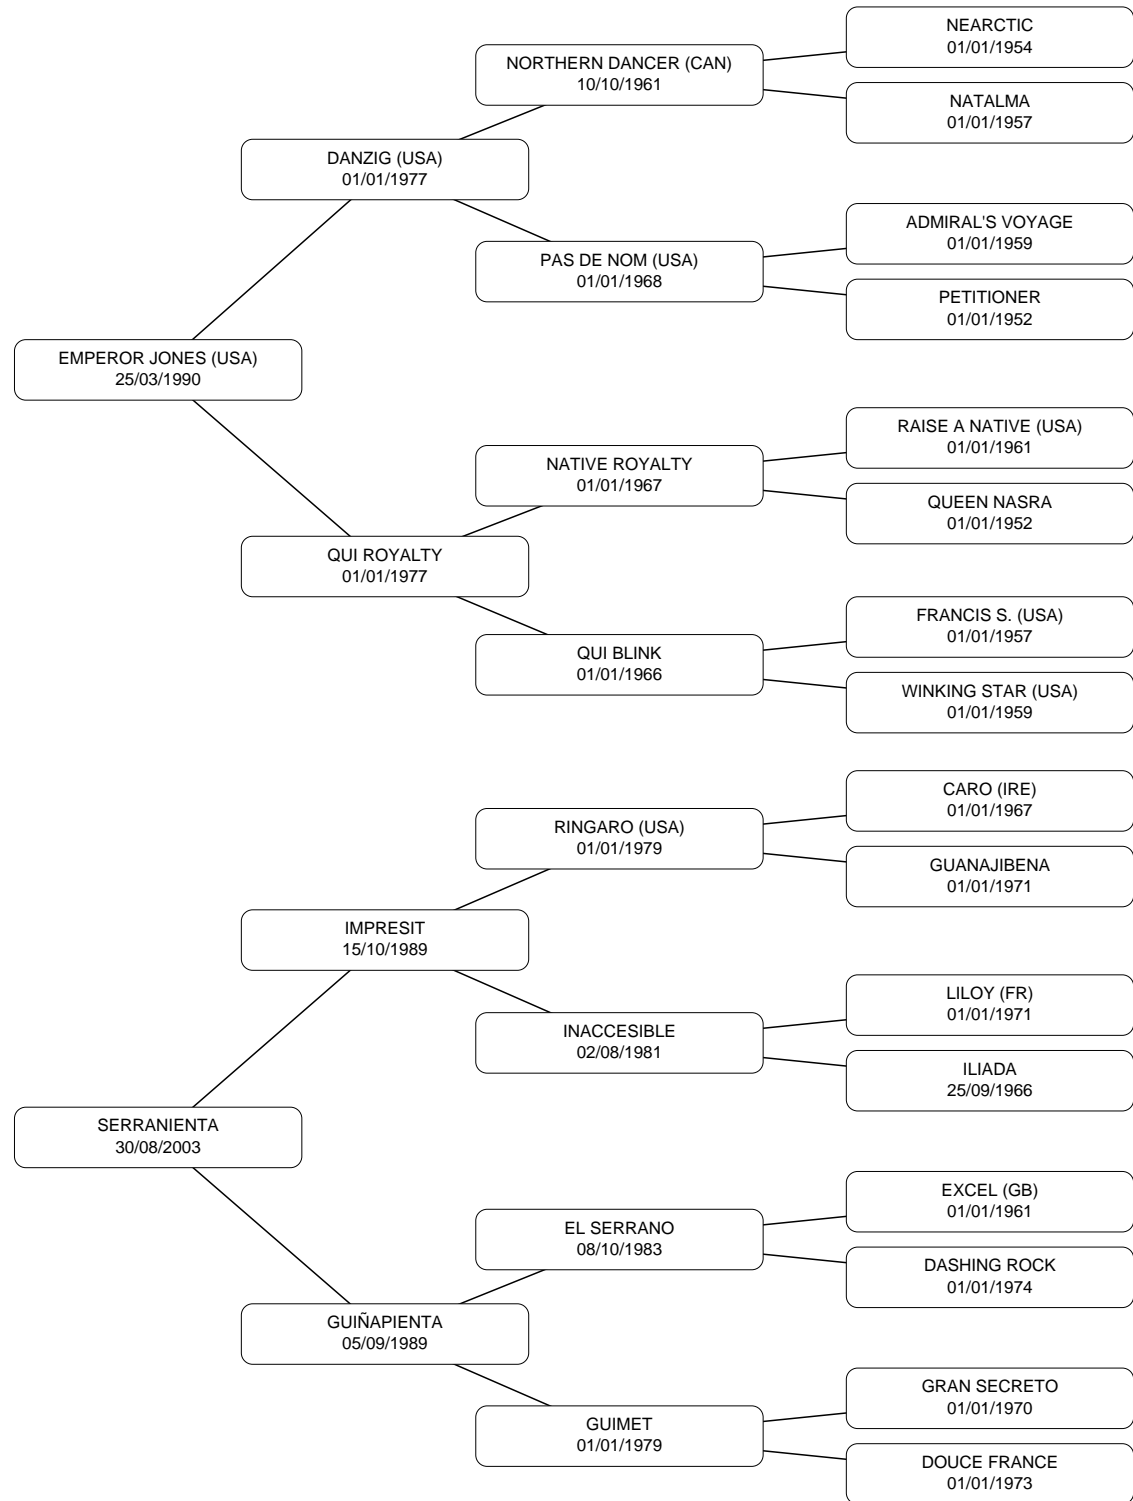 NEARCTIC
01/01/1954
NORTHERN DANCER (CAN)
10/10/1961
NATALMA
01/01/1957
DANZIG (USA)
01/01/1977
ADMIRAL'S VOYAGE
01/01/1959
PAS DE NOM (USA)
01/01/1968
PETITIONER
01/01/1952
EMPEROR JONES (USA)
25/03/1990
RAISE A NATIVE (USA)
01/01/1961
NATIVE ROYALTY
01/01/1967
QUEEN NASRA
01/01/1952
QUI ROYALTY
01/01/1977
FRANCIS S. (USA)
01/01/1957
QUI BLINK
01/01/1966
WINKING STAR (USA)
01/01/1959
CARO (IRE)
01/01/1967
RINGARO (USA)
01/01/1979
GUANAJIBENA
01/01/1971
IMPRESIT
15/10/1989
LILOY (FR)
01/01/1971
INACCESIBLE
02/08/1981
ILIADA
25/09/1966
SERRANIENTA
30/08/2003
EXCEL (GB)
01/01/1961
EL SERRANO
08/10/1983
DASHING ROCK
01/01/1974
GUIÑAPIENTA
05/09/1989
GRAN SECRETO
01/01/1970
GUIMET
01/01/1979
DOUCE FRANCE
01/01/1973